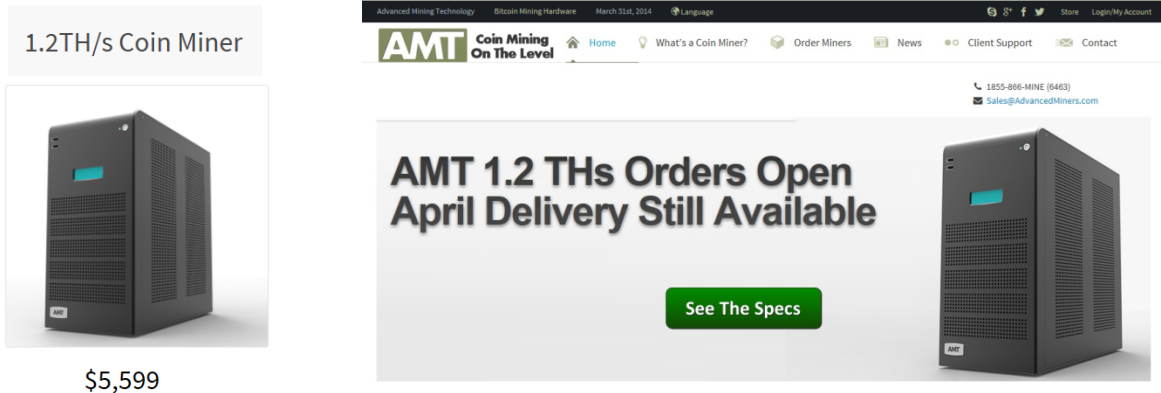 1.2TH/s Coin Miner
AMT
$5,599
Advanced Mining Technology Bitcoin Mining Hardware March 31st, 2014 Language Store Login/My Account
AMT Coin Mining
On The Level
Home What's a Coin Miner? Order Miners News Client Support Contact
1855-866-MINE (6463)
Sales@AdvancedMiners.com
AMT 1.2 THs Orders Open
April Delivery Still Available
See The Specs
AMT